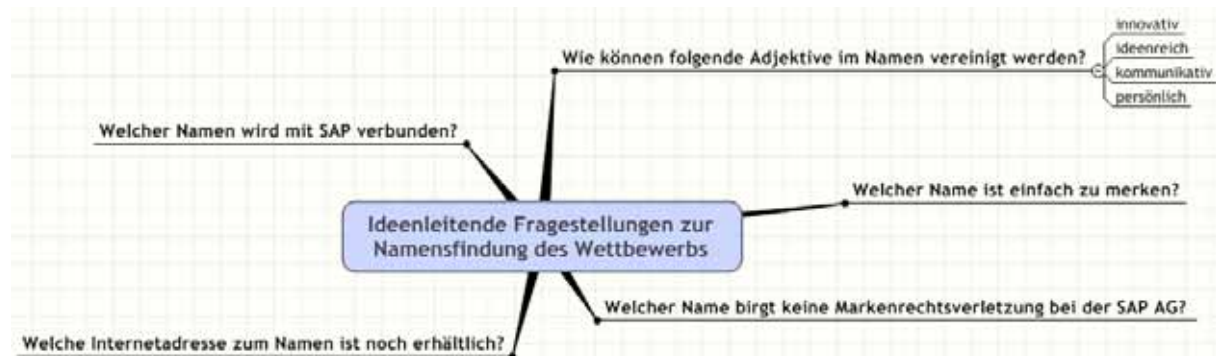 innovativ
Wie können folgende Adjektive im Namen vereinigt werden?
ideenreich
kommunikativ
persönlich
Welcher Namen wird mit SAP verbunden?
Welcher Name ist einfach zu merken?
Ideenleitende Fragestellungen zur
Namensfindung des Wettbewerbs
Welcher Name birgt keine Markenrechtsverletzung bei der SAP AG?
Welche Internetadresse zum Namen ist noch erhältlich?